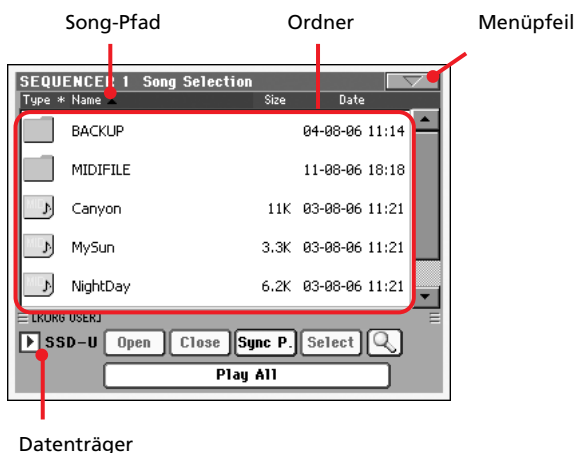 Song-Pfad Ordner Menüpfeil
SEQUENCER 1 Song Selection
Type * Name Size Date
BACKUP 04-08-06 11:14
MIDIFILE 11-08-06 18:18
Canyon 11K 03-08-06 11:21
MySun 3.3K 03-08-06 11:21
NightDay 6.2K 03-08-06 11:21
[KORG USER]
SSD-U Open Close Sync P. Select
Play All
Datenträger